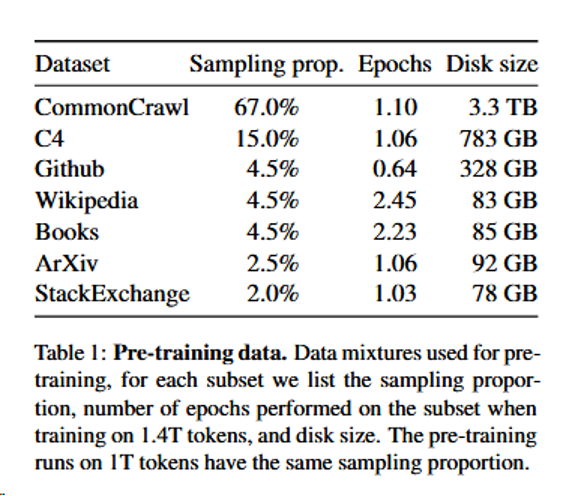 Dataset Sampling prop. Epochs Disk size
CommonCrawl 67.0% 1.10 3.3 TB
C4 15.0% 1.06 783 GB
Github 4.5% 0.64 328 GB
Wikipedia 4.5% 2.45 83 GB
Books 4.5% 2.23 85 GB
ArXiv 2.5% 1.06 92 GB
StackExchange 2.0% 1.03 78 GB
Table 1: Pre-training data. Data mixtures used for pre-
training, for each subset we list the sampling propor-
tion, number of epochs performed on the subset when
training on 1.4T tokens, and disk size. The pre-training
runs on 1T tokens have the same sampling proportion.